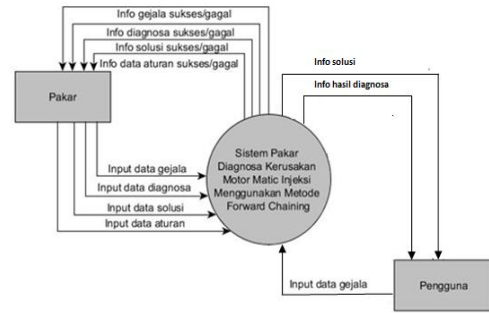 Info gejala sukses/gagal
Info diagnosa sukses/gagal
Info solusi sukses/gagal
Info data aturan sukses/gagal
Info solusi
Info hasil diagnosa
Pakar
Sistem Pakar
Diagnosa Kerusakan
Motor Matic Injeksi
Menggunakan Metode
Forward Chaining
Input data gejala
Input data diagnosa
Input data solusi
Input data aturan
Input data gejala
Pengguna